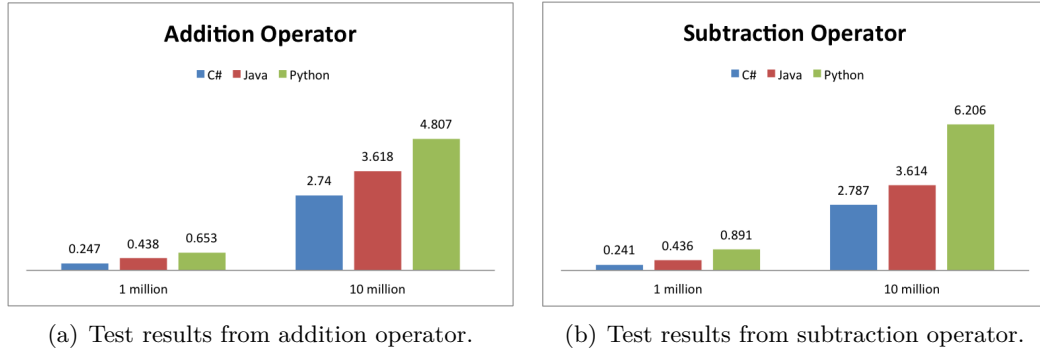 Addition Operator
C# Java Python
4.807
3.618
2.74
0.247 0.438 0.653
1 million 10 million
(a) Test results from addition operator.
Subtraction Operator
C# Java Python
6.206
3.614
2.787
0.241 0.436 0.891
1 million 10 million
(b) Test results from subtraction operator.